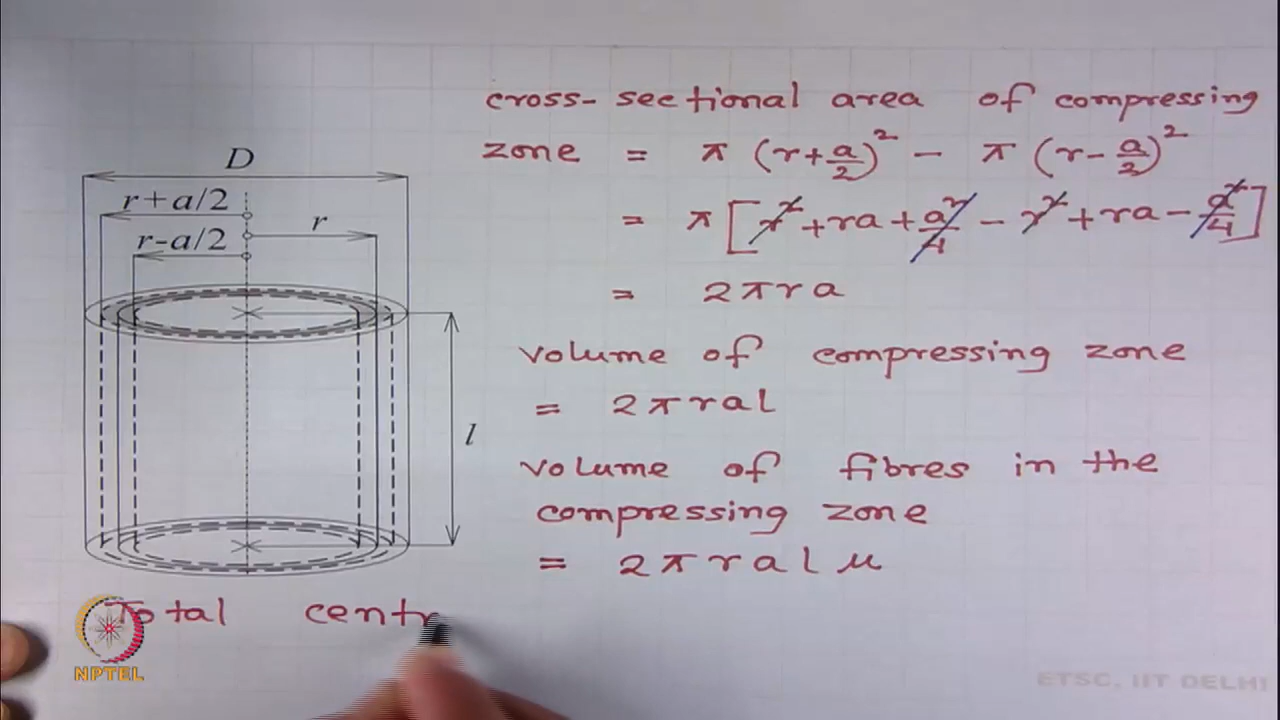 cross-sectional area of compressing
zone = π (r+a/2)² − π (r−a/2)²
= π [r² + ra + a²/4 − r² + ra − a²/4]
= 2πra
volume of compressing zone
= 2πral
volume of fibres in the
compressing zone
= 2πralμ
Total centr
D
r+a/2
r
r-a/2
l
NPTEL
ETSC, IIT DELHI